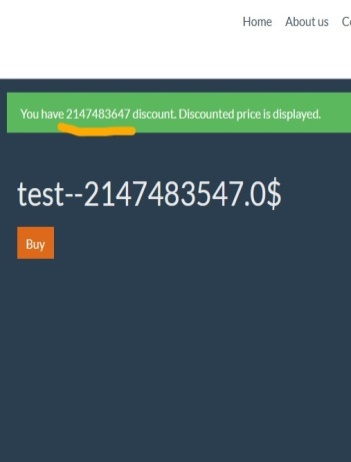 Home About us
You have 2147483647 discount. Discounted price is displayed.
test--2147483547.0$
Buy